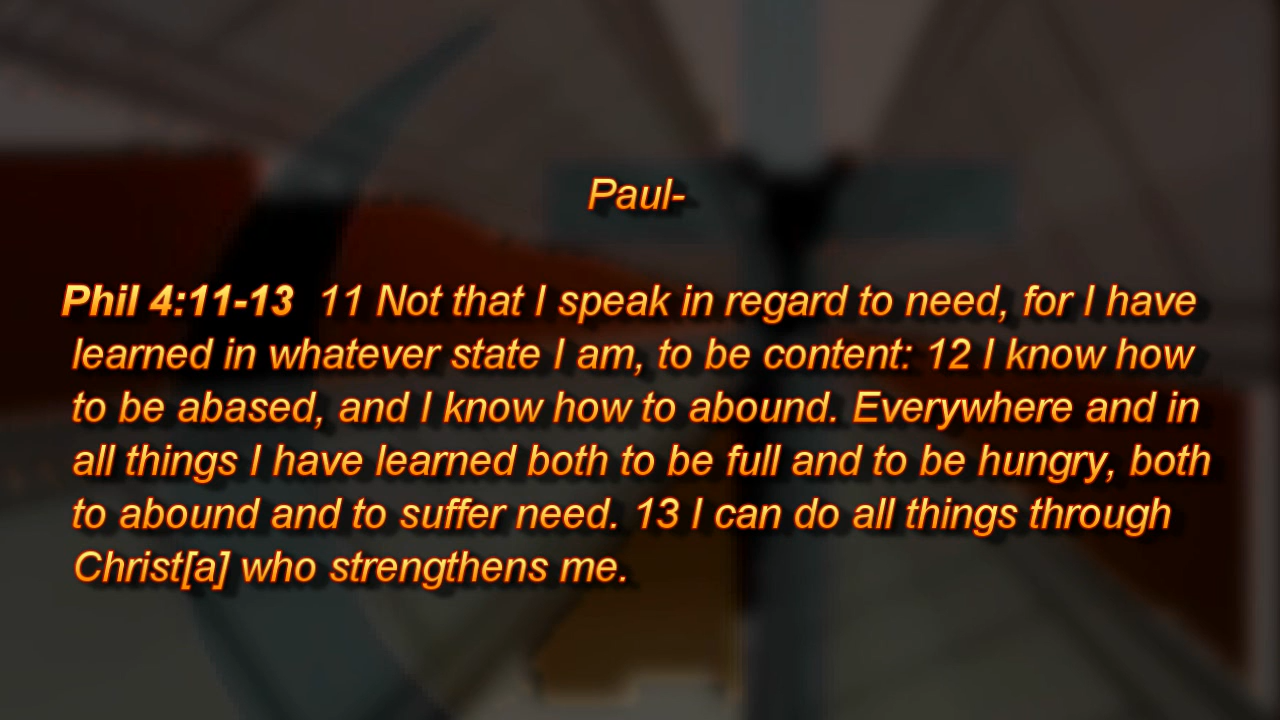 Paul-
Phil 4:11-13  11 Not that I speak in regard to need, for I have
learned in whatever state I am, to be content: 12 I know how
to be abased, and I know how to abound. Everywhere and in
all things I have learned both to be full and to be hungry, both
to abound and to suffer need. 13 I can do all things through
Christ[a] who strengthens me.